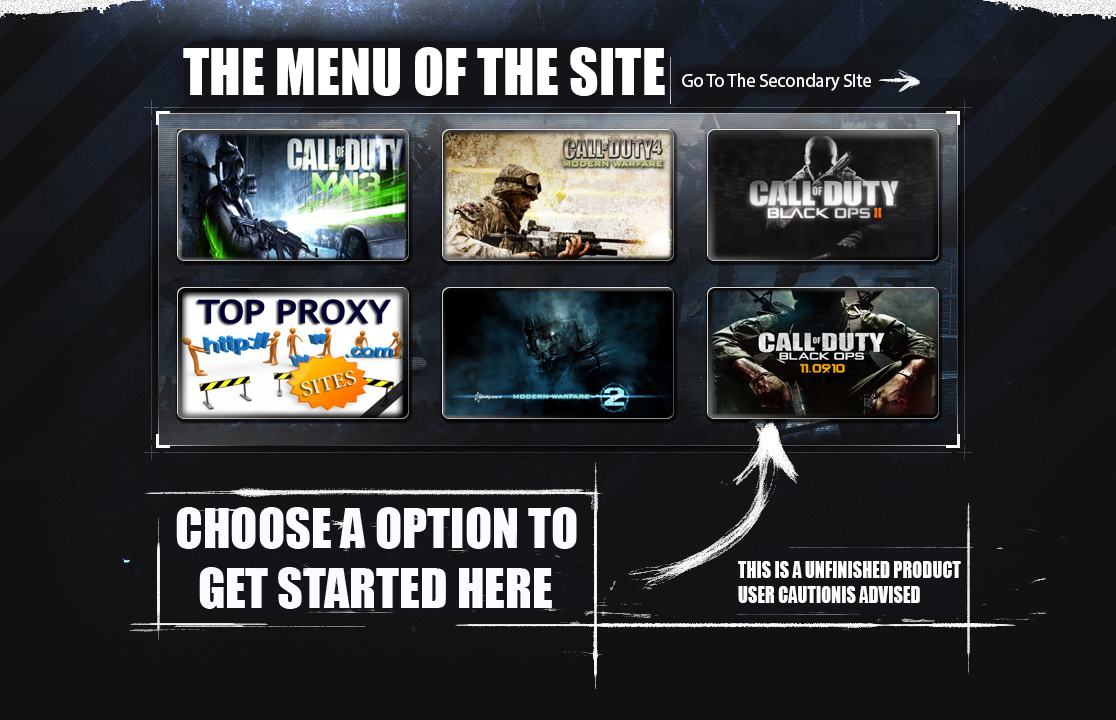 THE MENU OF THE SITE
Go To The Secondary SIte
CALL OF DUTY
MW3
CALL OF DUTY 4
MODERN WARFARE
CALL OF DUTY
BLACK OPS II
TOP PROXY
http://
w
w
.com
SITES
MODERN WARFARE 2
CALL OF DUTY
BLACK OPS
11.09.10
CHOOSE A OPTION TO
GET STARTED HERE
THIS IS A UNFINISHED PRODUCT
USER CAUTIONIS ADVISED